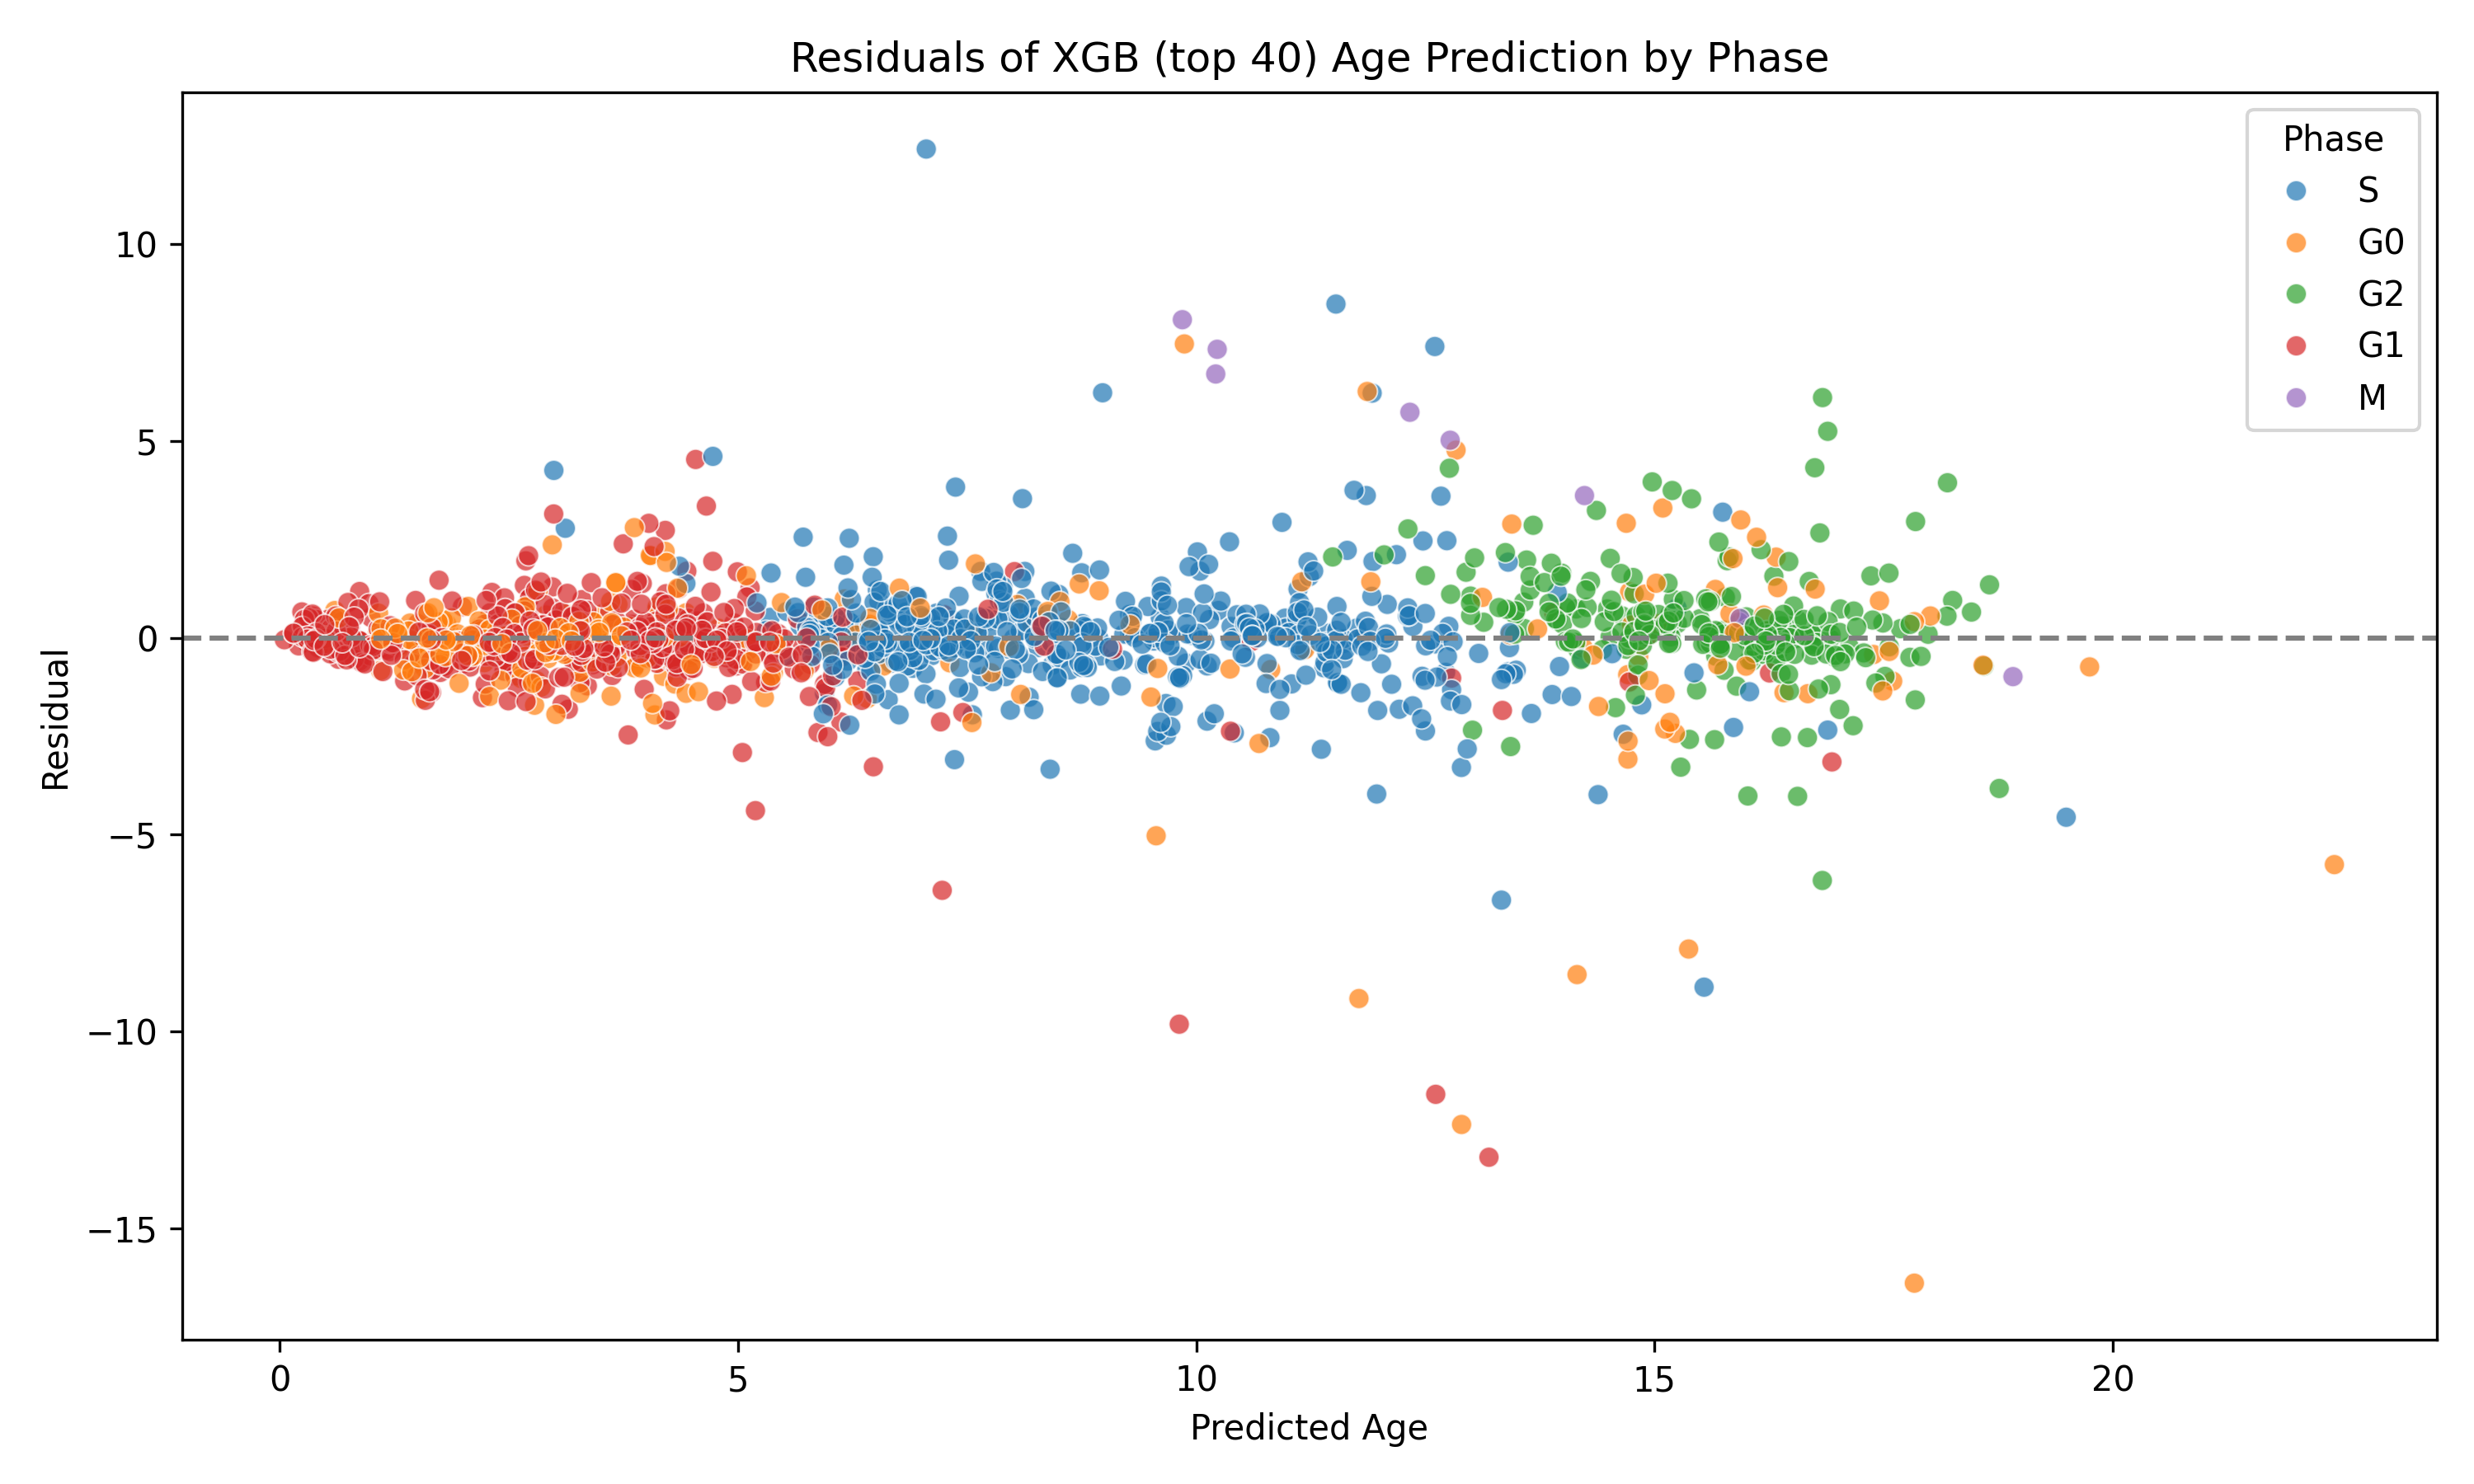 Residuals of XGB (top 40) Age Prediction by Phase
Phase
S
G0
G2
G1
M
10
5
0
−5
−10
−15
Residual
0
5
10
15
20
Predicted Age